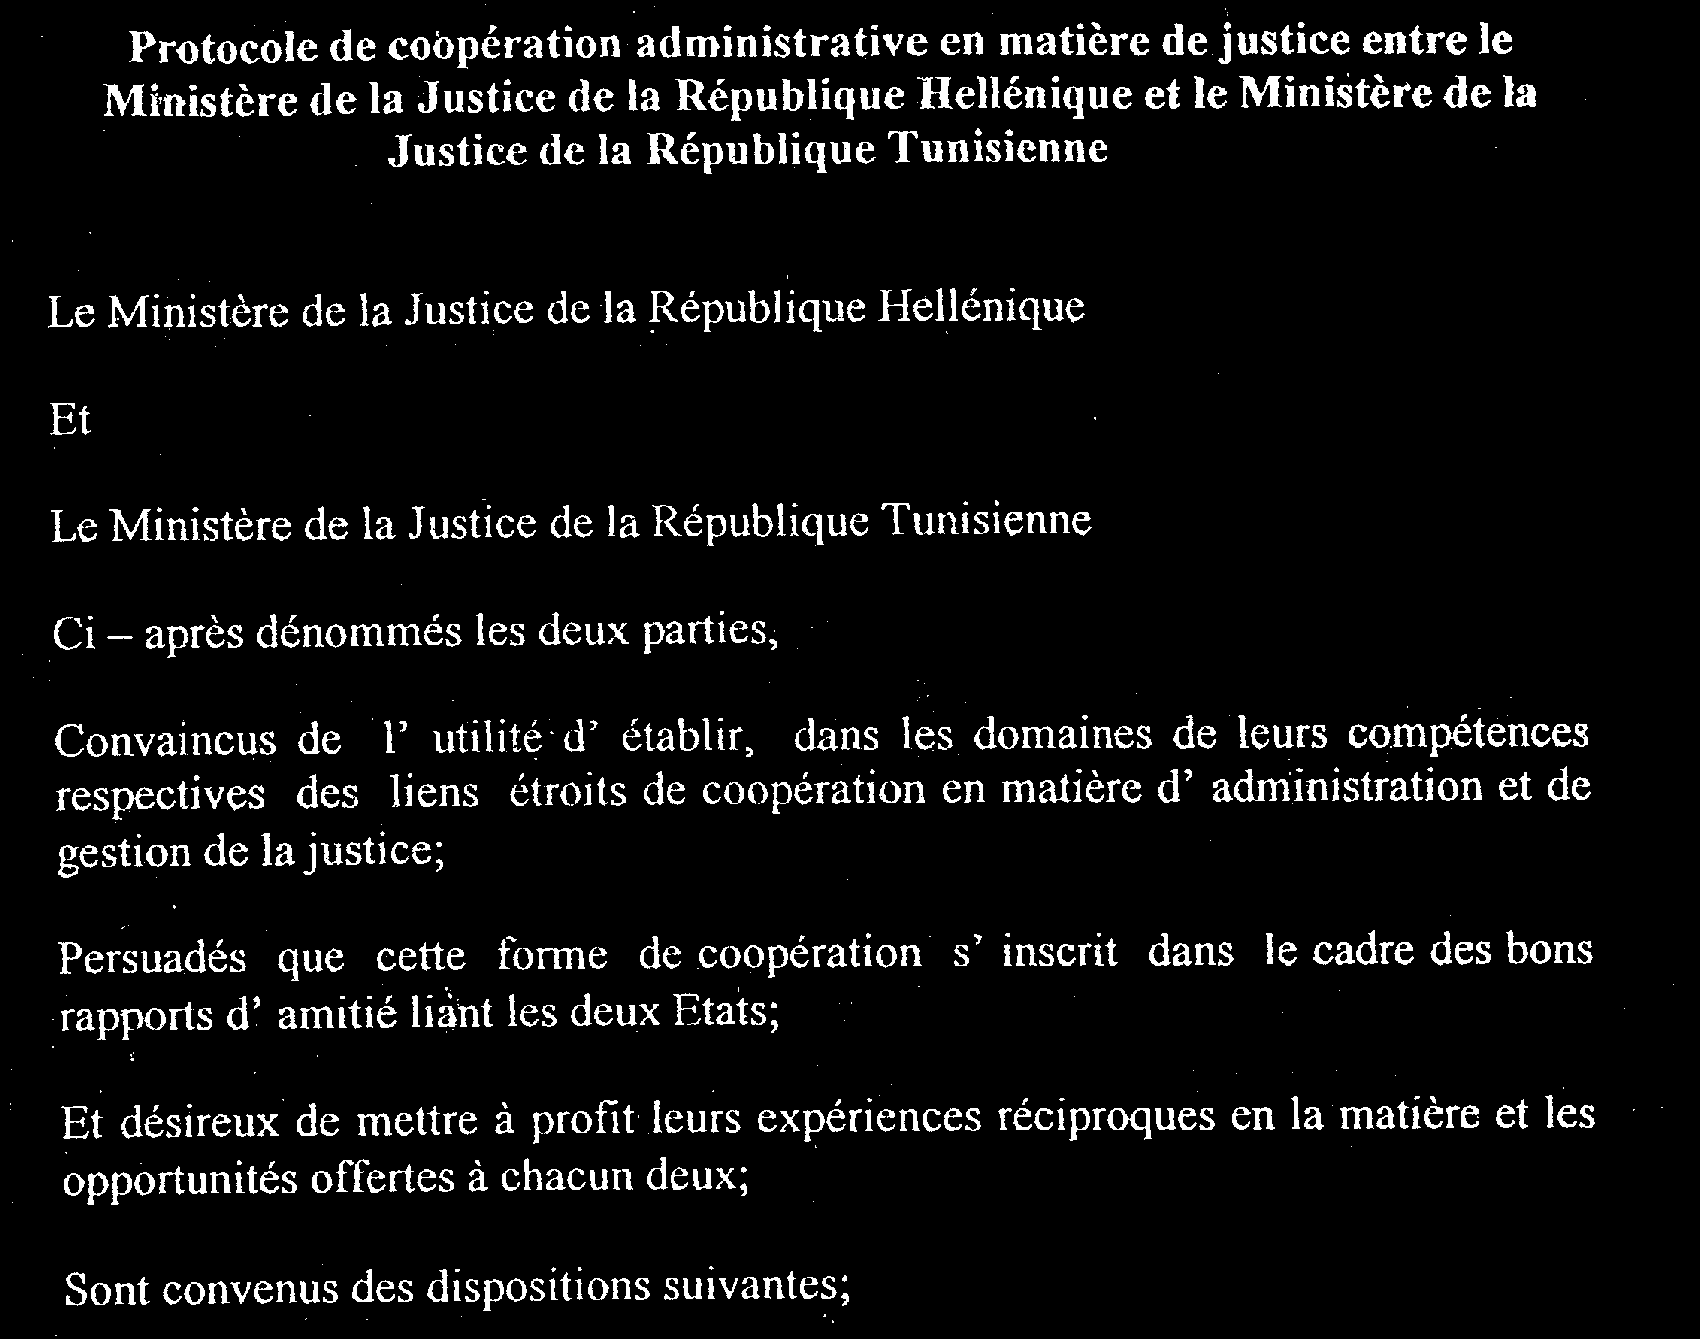 Protocole de coopération administrative en matière de justice entre le
Ministère de la Justice de la République Hellénique et le Ministère de la
Justice de la République Tunisienne
Le Ministère de la Justice de la République Hellénique
Et
Le Ministère de la Justice de la République Tunisienne
Ci – après dénommés les deux parties,
Convaincus de l’ utilité d’ établir, dans les domaines de leurs compétences
respectives des liens étroits de coopération en matière d’ administration et de
gestion de la justice;
Persuadés que cette forme de coopération s’ inscrit dans le cadre des bons
rapports d’ amitié liant les deux Etats;
Et désireux de mettre à profit leurs expériences réciproques en la matière et les
opportunités offertes à chacun deux;
Sont convenus des dispositions suivantes;